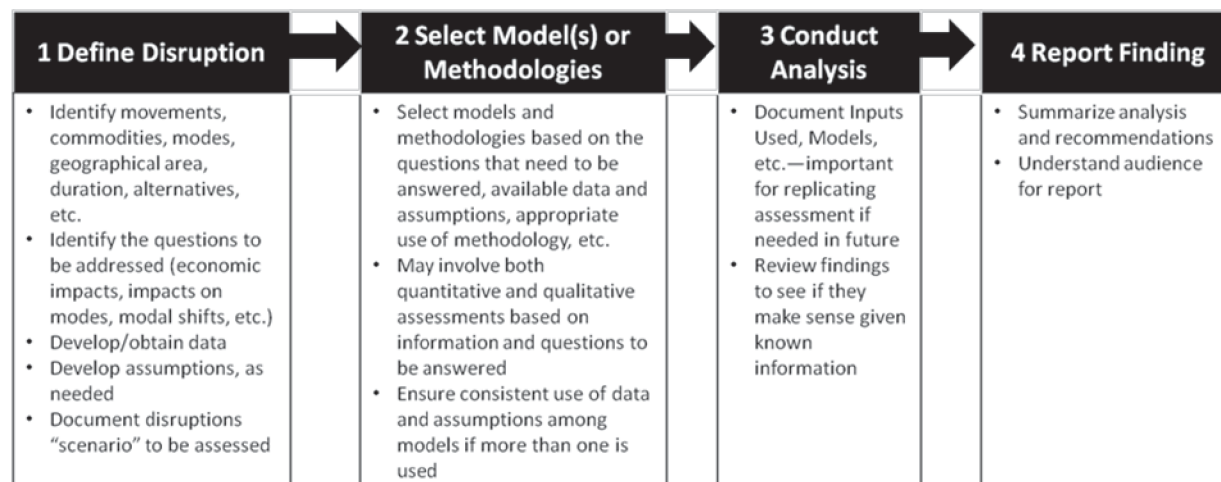 1 Define Disruption
• Identify movements,
commodities, modes,
geographical area,
duration, alternatives,
etc.
• Identify the questions to
be addressed (economic
impacts, impacts on
modes, modal shifts, etc.)
• Develop/obtain data
• Develop assumptions, as
needed
• Document disruptions
“scenario” to be assessed
2 Select Model(s) or
Methodologies
• Select models and
methodologies based on the
questions that need to be
answered, available data and
assumptions, appropriate
use of methodology, etc.
• May involve both
quantitative and qualitative
assessments based on
information and questions to
be answered
• Ensure consistent use of data
and assumptions among
models if more than one is
used
3 Conduct
Analysis
• Document Inputs
Used, Models,
etc.—important
for replicating
assessment if
needed in future
• Review findings
to see if they
make sense given
known
information
4 Report Finding
• Summarize analysis
and recommendations
• Understand audience
for report